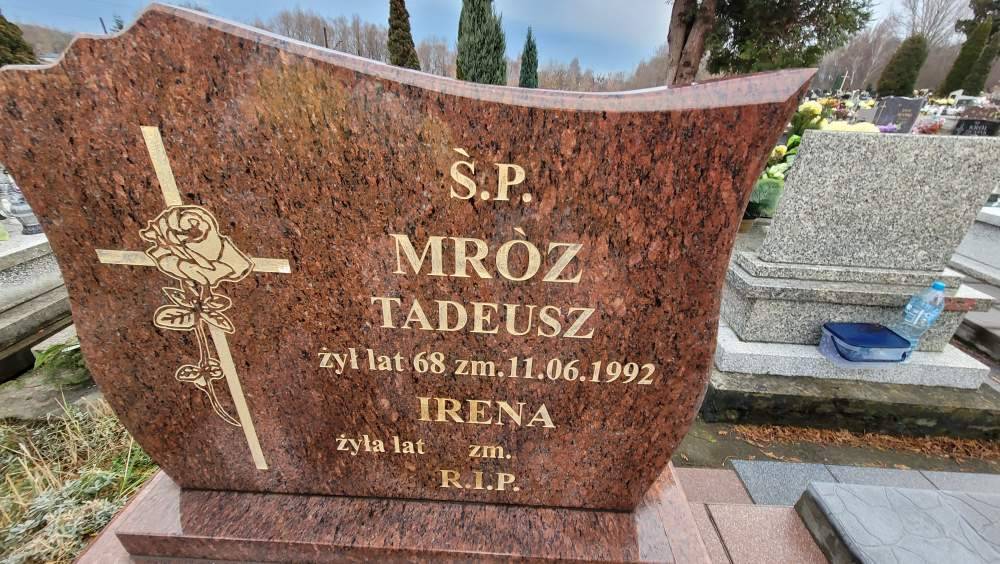 Ṡ.P.
MRÒZ
TADEUSZ
żył lat 68 zm.11.06.1992
IRENA
żyła lat zm.
R.I.P.